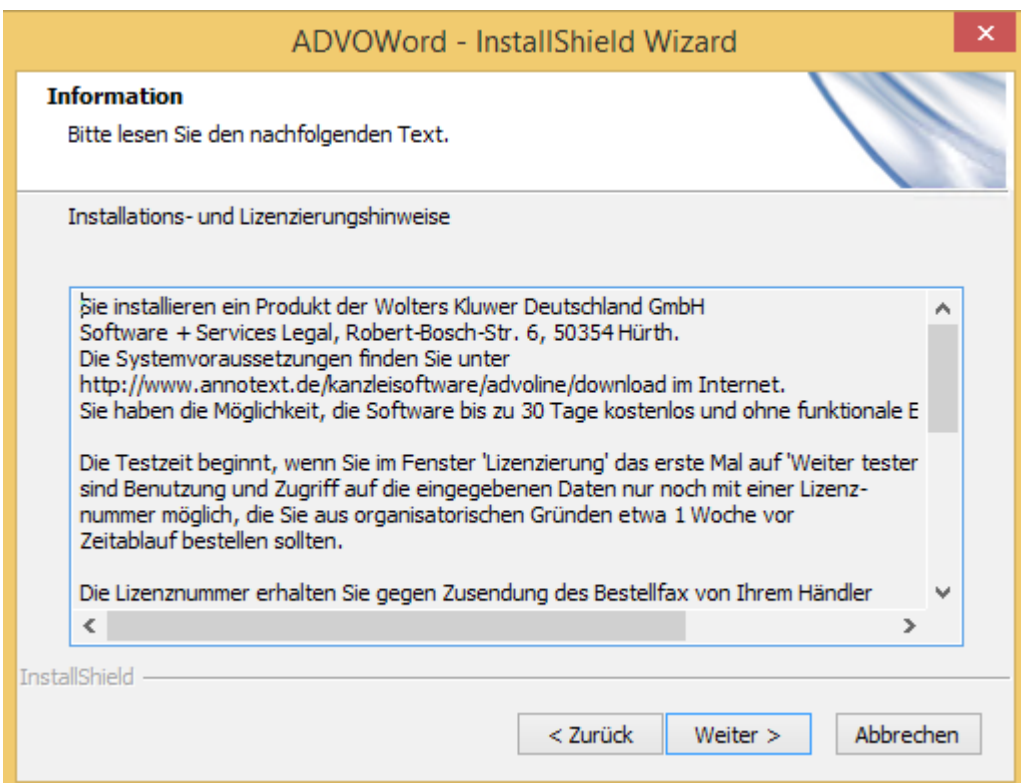 ADVOWord - InstallShield Wizard
Information
Bitte lesen Sie den nachfolgenden Text.
Installations- und Lizenzierungshinweise
Sie installieren ein Produkt der Wolters Kluwer Deutschland GmbH
Software + Services Legal, Robert-Bosch-Str. 6, 50354 Hürth.
Die Systemvoraussetzungen finden Sie unter
http://www.annotext.de/kanzleisoftware/advoline/download im Internet.
Sie haben die Möglichkeit, die Software bis zu 30 Tage kostenlos und ohne funktionale E
Die Testzeit beginnt, wenn Sie im Fenster 'Lizenzierung' das erste Mal auf 'Weiter tester
sind Benutzung und Zugriff auf die eingegebenen Daten nur noch mit einer Lizenz-
nummer möglich, die Sie aus organisatorischen Gründen etwa 1 Woche vor
Zeitablauf bestellen sollten.
Die Lizenznummer erhalten Sie gegen Zusendung des Bestellfax von Ihrem Händler
InstallShield
< Zurück
Weiter >
Abbrechen